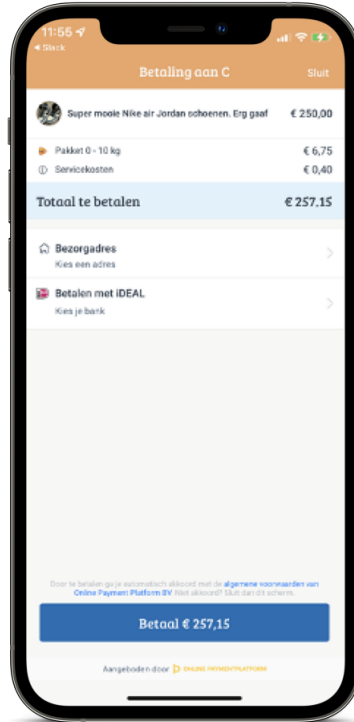 11:55
◀ Slack
Betaling aan C
Sluit
Super mooie Nike air Jordan schoenen. Erg gaaf € 250,00
Pakket 0 - 10 kg € 6,75
Servicekosten € 0,40
Totaal te betalen € 257,15
Bezorgadres
Kies een adres
Betalen met iDEAL
Kies je bank
Door te betalen ga je automatisch akkoord met de algemene voorwaarden van
Online Payment Platform BV. Niet akkoord? Sluit dan dit scherm.
Betaal € 257,15
Aangeboden door ONLINE PAYMENTPLATFORM